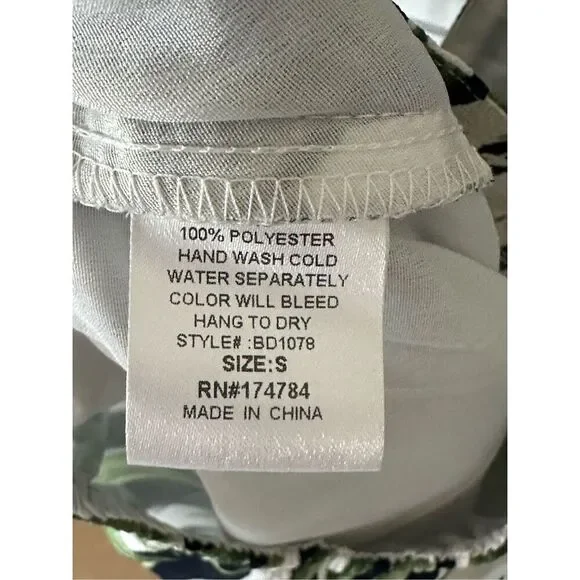 100% POLYESTER
HAND WASH COLD
WATER SEPARATELY
COLOR WILL BLEED
HANG TO DRY
STYLE# :BD1078
SIZE:S
RN#174784
MADE IN CHINA